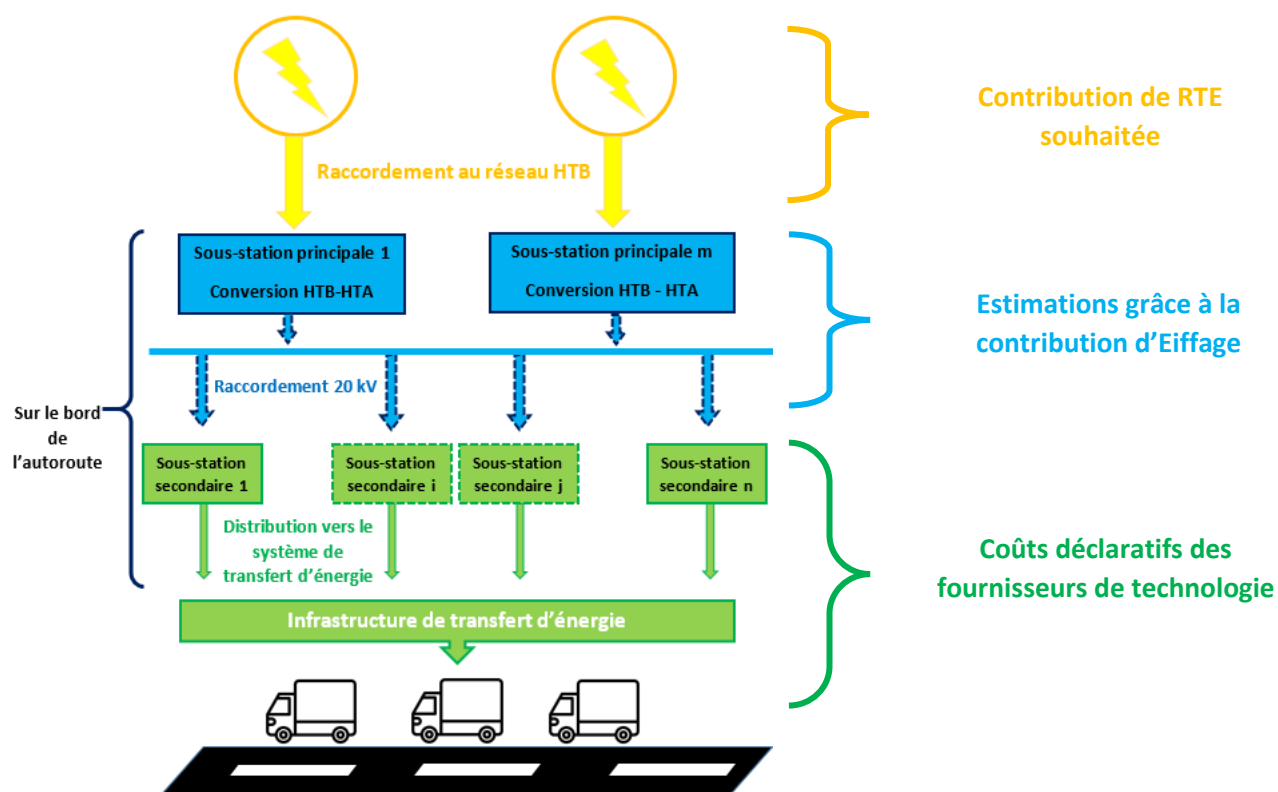 Contribution de RTE
souhaitée
Raccordement au réseau HTB
Sous-station principale 1
Conversion HTB-HTA
Sous-station principale m
Conversion HTB - HTA
Estimations grâce à la
contribution d’Eiffage
Raccordement 20 kV
Sur le bord
de
l’autoroute
Sous-station
secondaire 1
Sous-station
secondaire i
Sous-station
secondaire j
Sous-station
secondaire n
Distribution vers le
système de
transfert d’énergie
Coûts déclaratifs des
fournisseurs de technologie
Infrastructure de transfert d’énergie